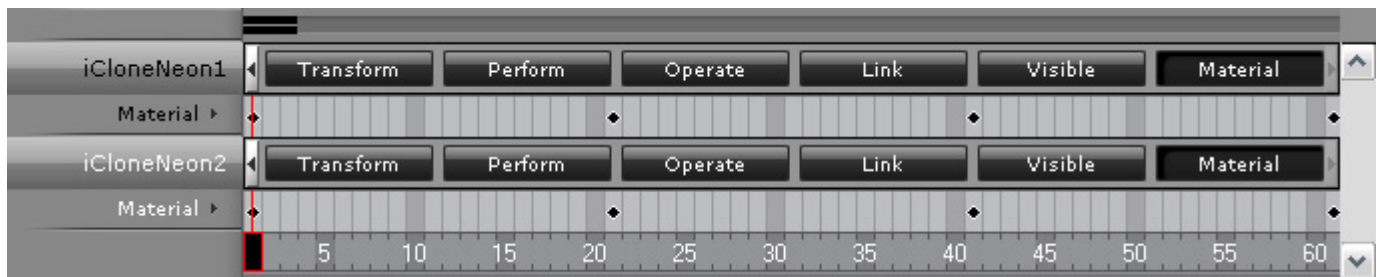 iCloneNeon1 Transform Perform Operate Link Visible Material
Material
iCloneNeon2 Transform Perform Operate Link Visible Material
Material
5 10 15 20 25 30 35 40 45 50 55 60